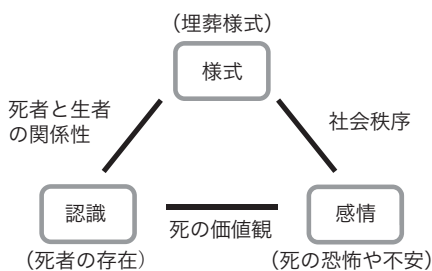 （埋葬様式）
様式
死者と生者
の関係性
社会秩序
認識
死の価値観
感情
（死者の存在）
（死の恐怖や不安）